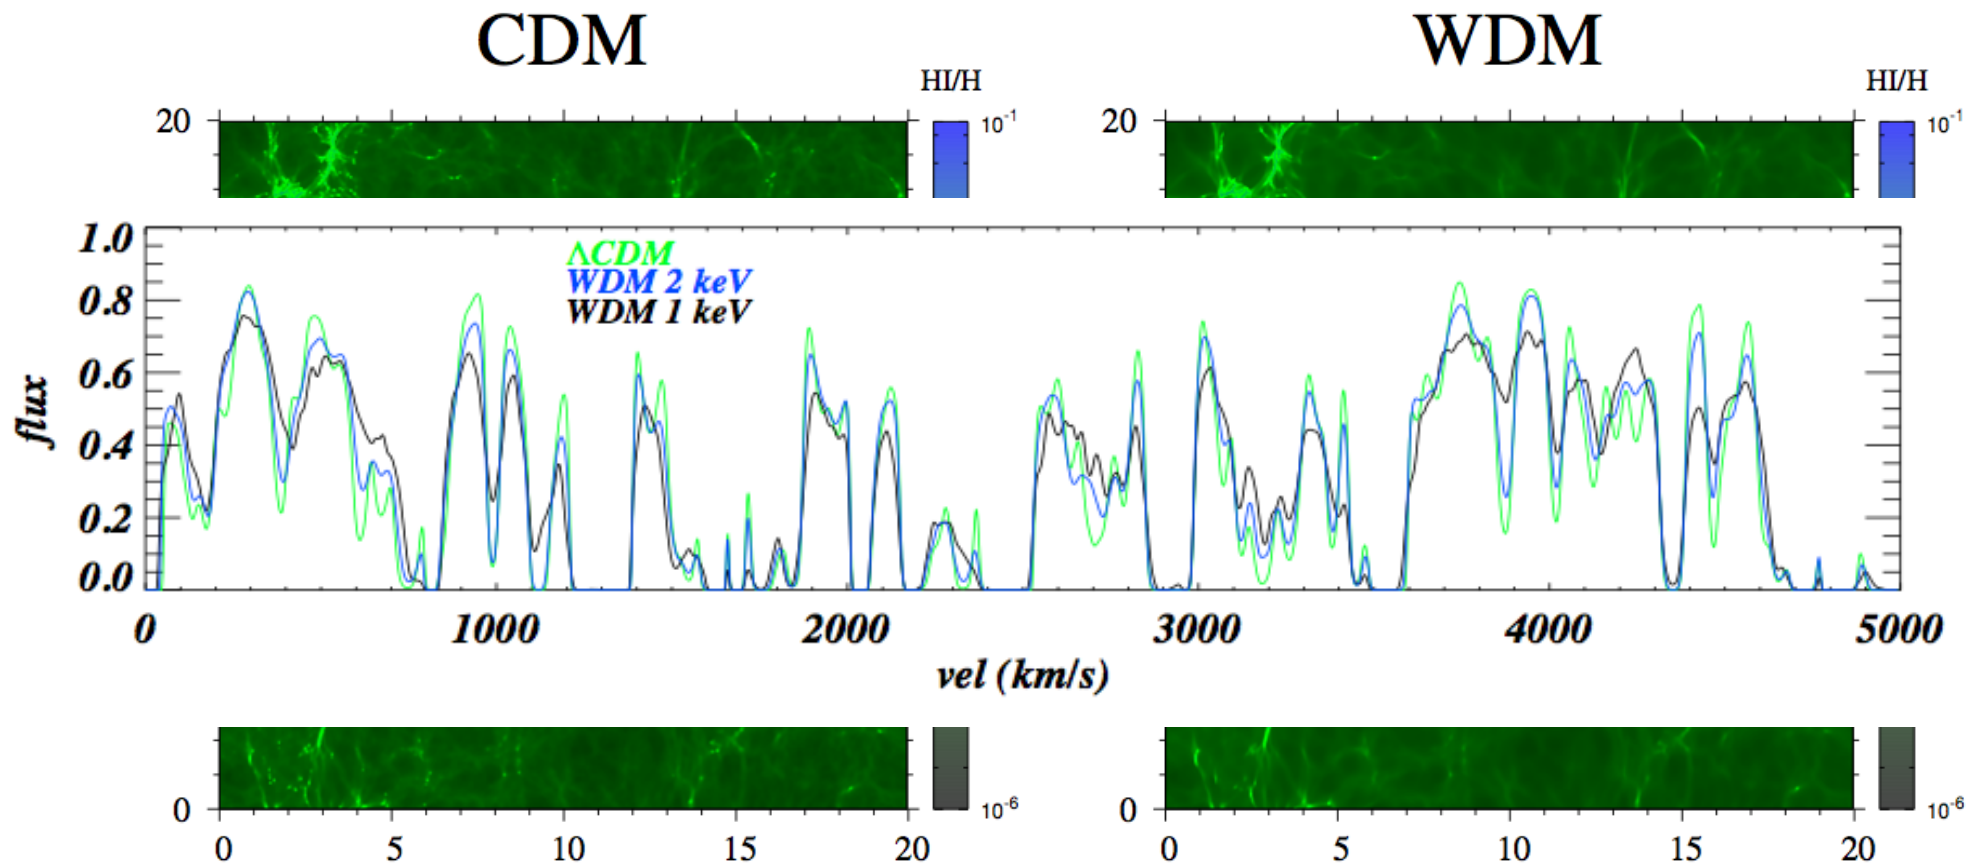 CDM WDM
HI/H HI/H
20 10-1 20 10-1
1.0
ΛCDM
WDM 2 keV
0.8
WDM 1 keV
0.6
flux
0.4
0.2
0.0
0 1000 2000 3000 4000 5000
vel (km/s)
0 10-6 0 10-6
0 5 10 15 20 0 5 10 15 20